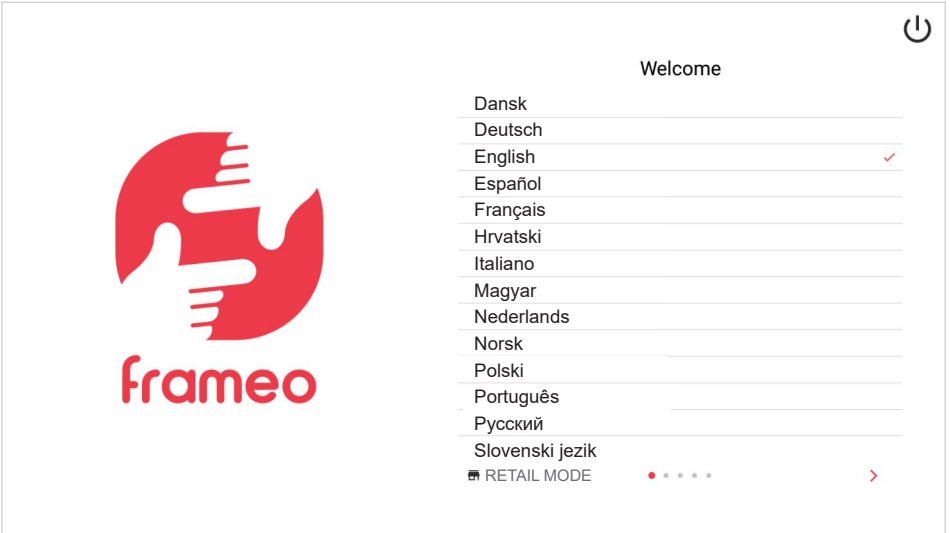 Welcome
Dansk
Deutsch
English
Español
Français
Hrvatski
Italiano
Magyar
Nederlands
Norsk
Polski
Português
Русский
Slovenski jezik
RETAIL MODE
frameo